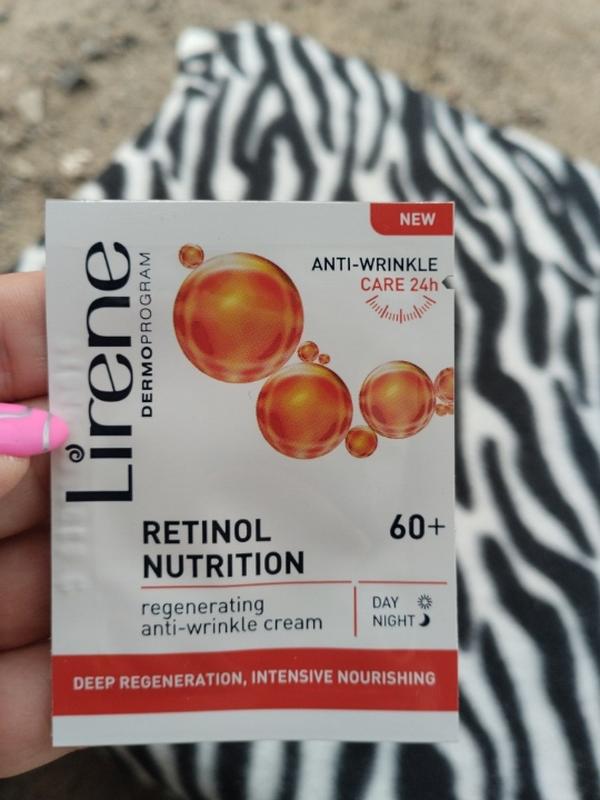 NEW
ANTI-WRINKLE
CARE 24h
Lirene
DERMOPROGRAM
RETINOL
NUTRITION
60+
regenerating
anti-wrinkle cream
DAY
NIGHT
DEEP REGENERATION, INTENSIVE NOURISHING